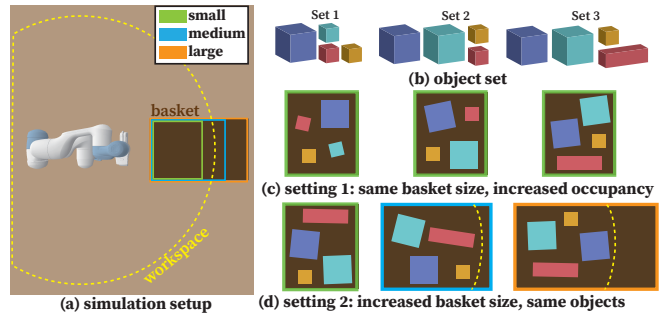 small
medium
large
basket
workspace
(a) simulation setup
Set 1
Set 2
Set 3
(b) object set
(c) setting 1: same basket size, increased occupancy
(d) setting 2: increased basket size, same objects